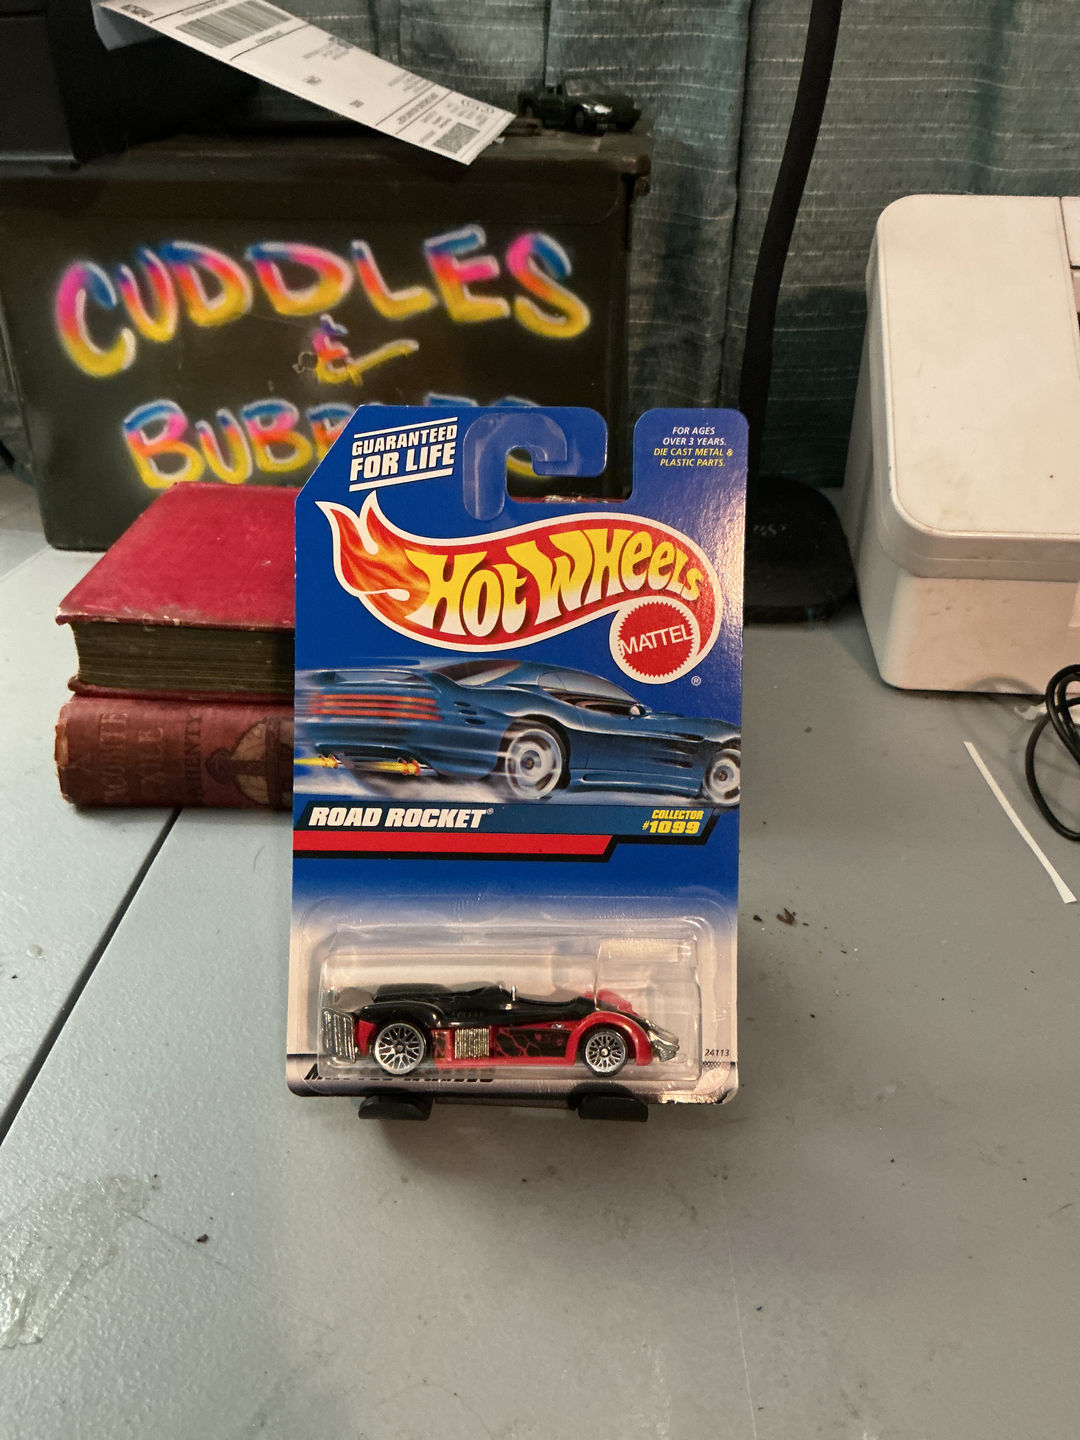 CUDDLES
&
GUARANTEED
FOR LIFE
FOR AGES
OVER 3 YEARS.
DIE CAST METAL &
PLASTIC PARTS.
HOT WHEELS
MATTEL
®
ROAD ROCKET®
COLLECTOR
#1099
24113